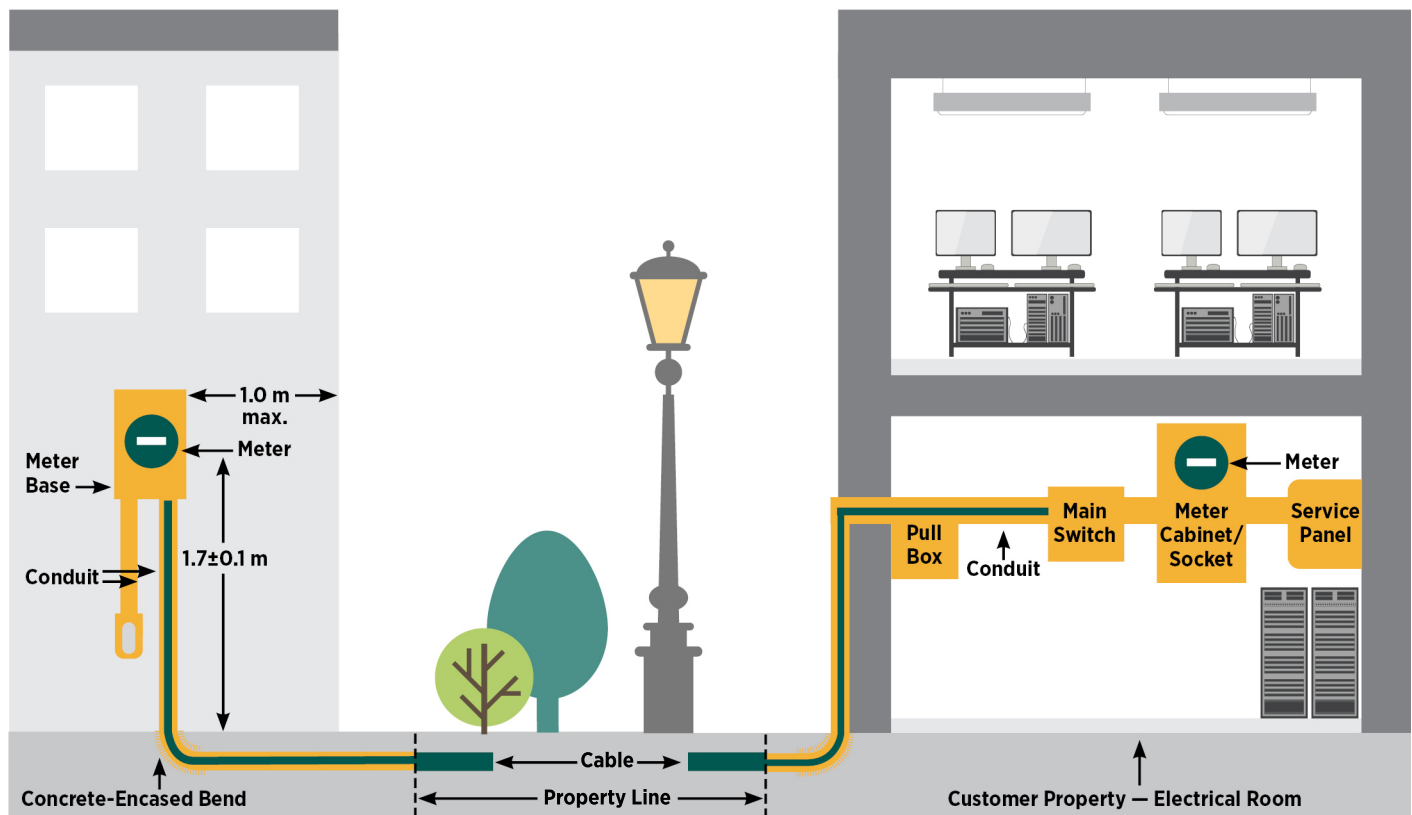 1.0 m
max.
Meter
Meter
Base
1.7±0.1 m
Conduit
Concrete-Encased Bend
Cable
Property Line
Pull
Box
Conduit
Main
Switch
Meter
Cabinet/
Socket
Meter
Service
Panel
Customer Property — Electrical Room